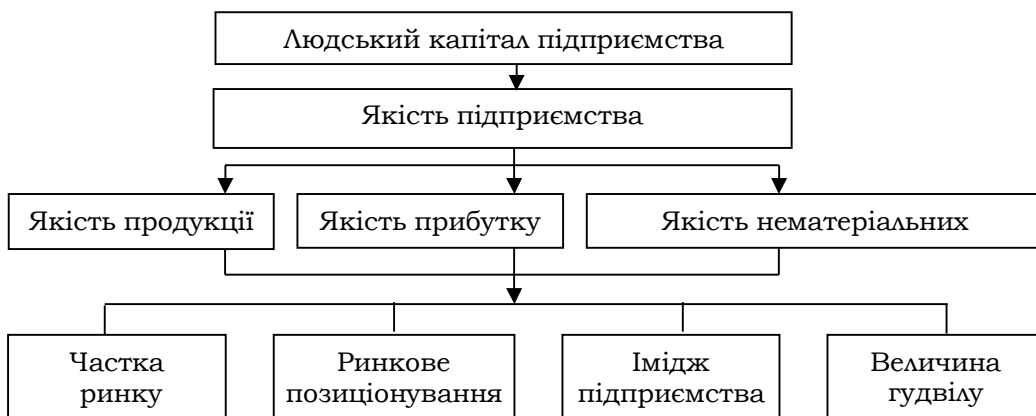 Людський капітал підприємства
Якість підприємства
Якість продукції
Якість прибутку
Якість нематеріальних
Частка
ринку
Ринкове
позиціонування
Імідж
підприємства
Величина
гудвілу